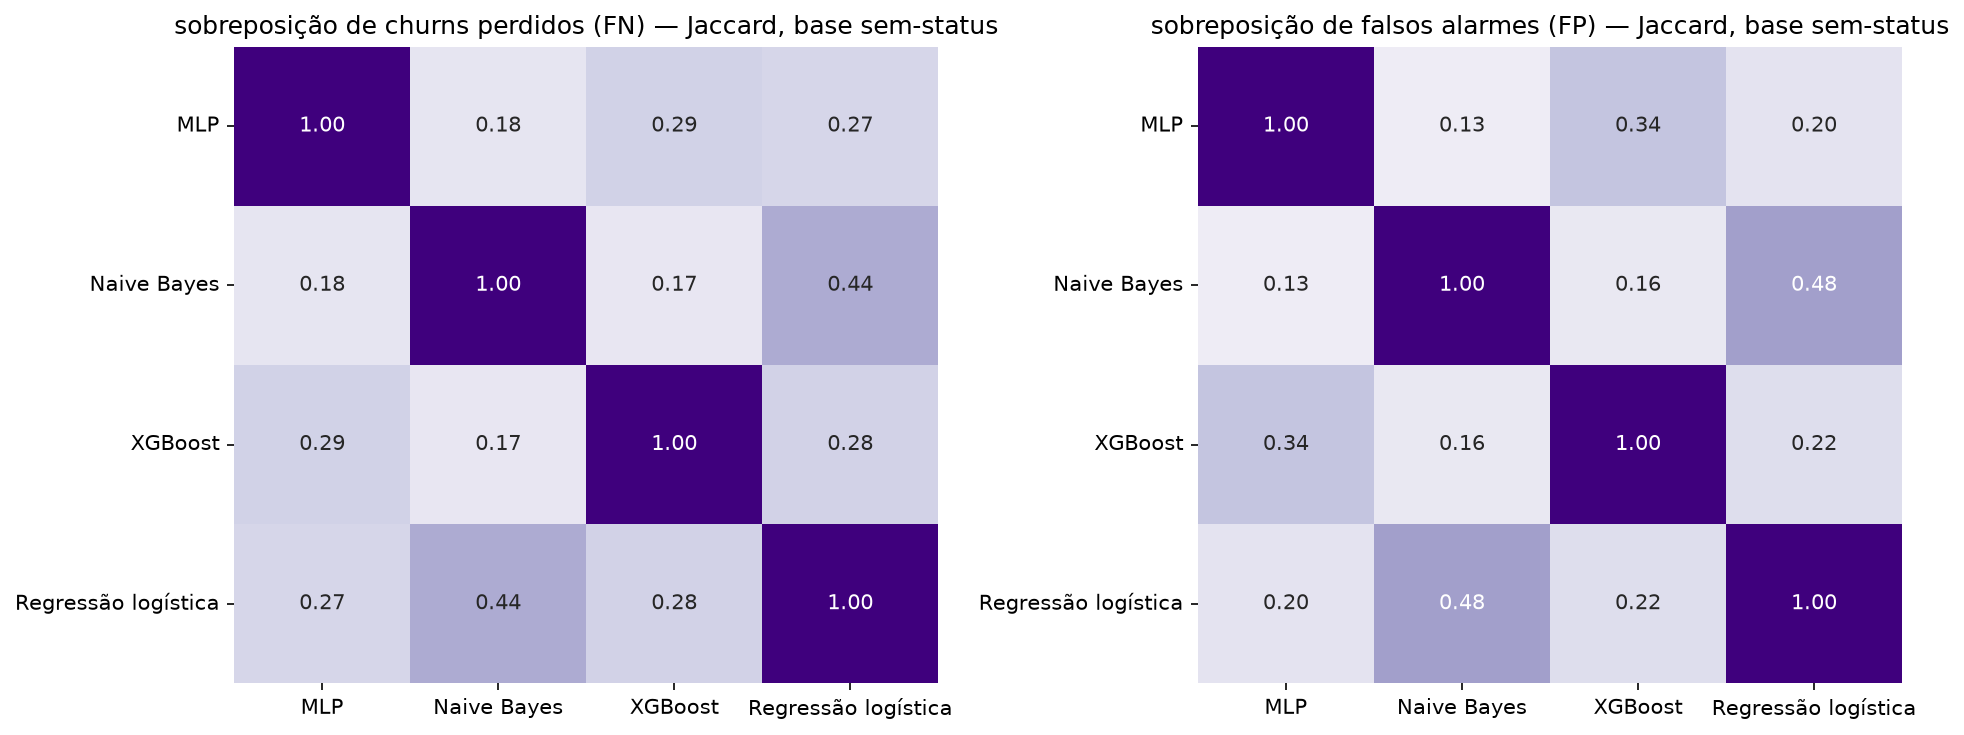 sobreposição de churns perdidos (FN) — Jaccard, base sem-status
MLP 1.00 0.18 0.29 0.27
Naive Bayes 0.18 1.00 0.17 0.44
XGBoost 0.29 0.17 1.00 0.28
Regressão logística 0.27 0.44 0.28 1.00
MLP Naive Bayes XGBoost Regressão logística
sobreposição de falsos alarmes (FP) — Jaccard, base sem-status
MLP 1.00 0.13 0.34 0.20
Naive Bayes 0.13 1.00 0.16 0.48
XGBoost 0.34 0.16 1.00 0.22
Regressão logística 0.20 0.48 0.22 1.00
MLP Naive Bayes XGBoost Regressão logística